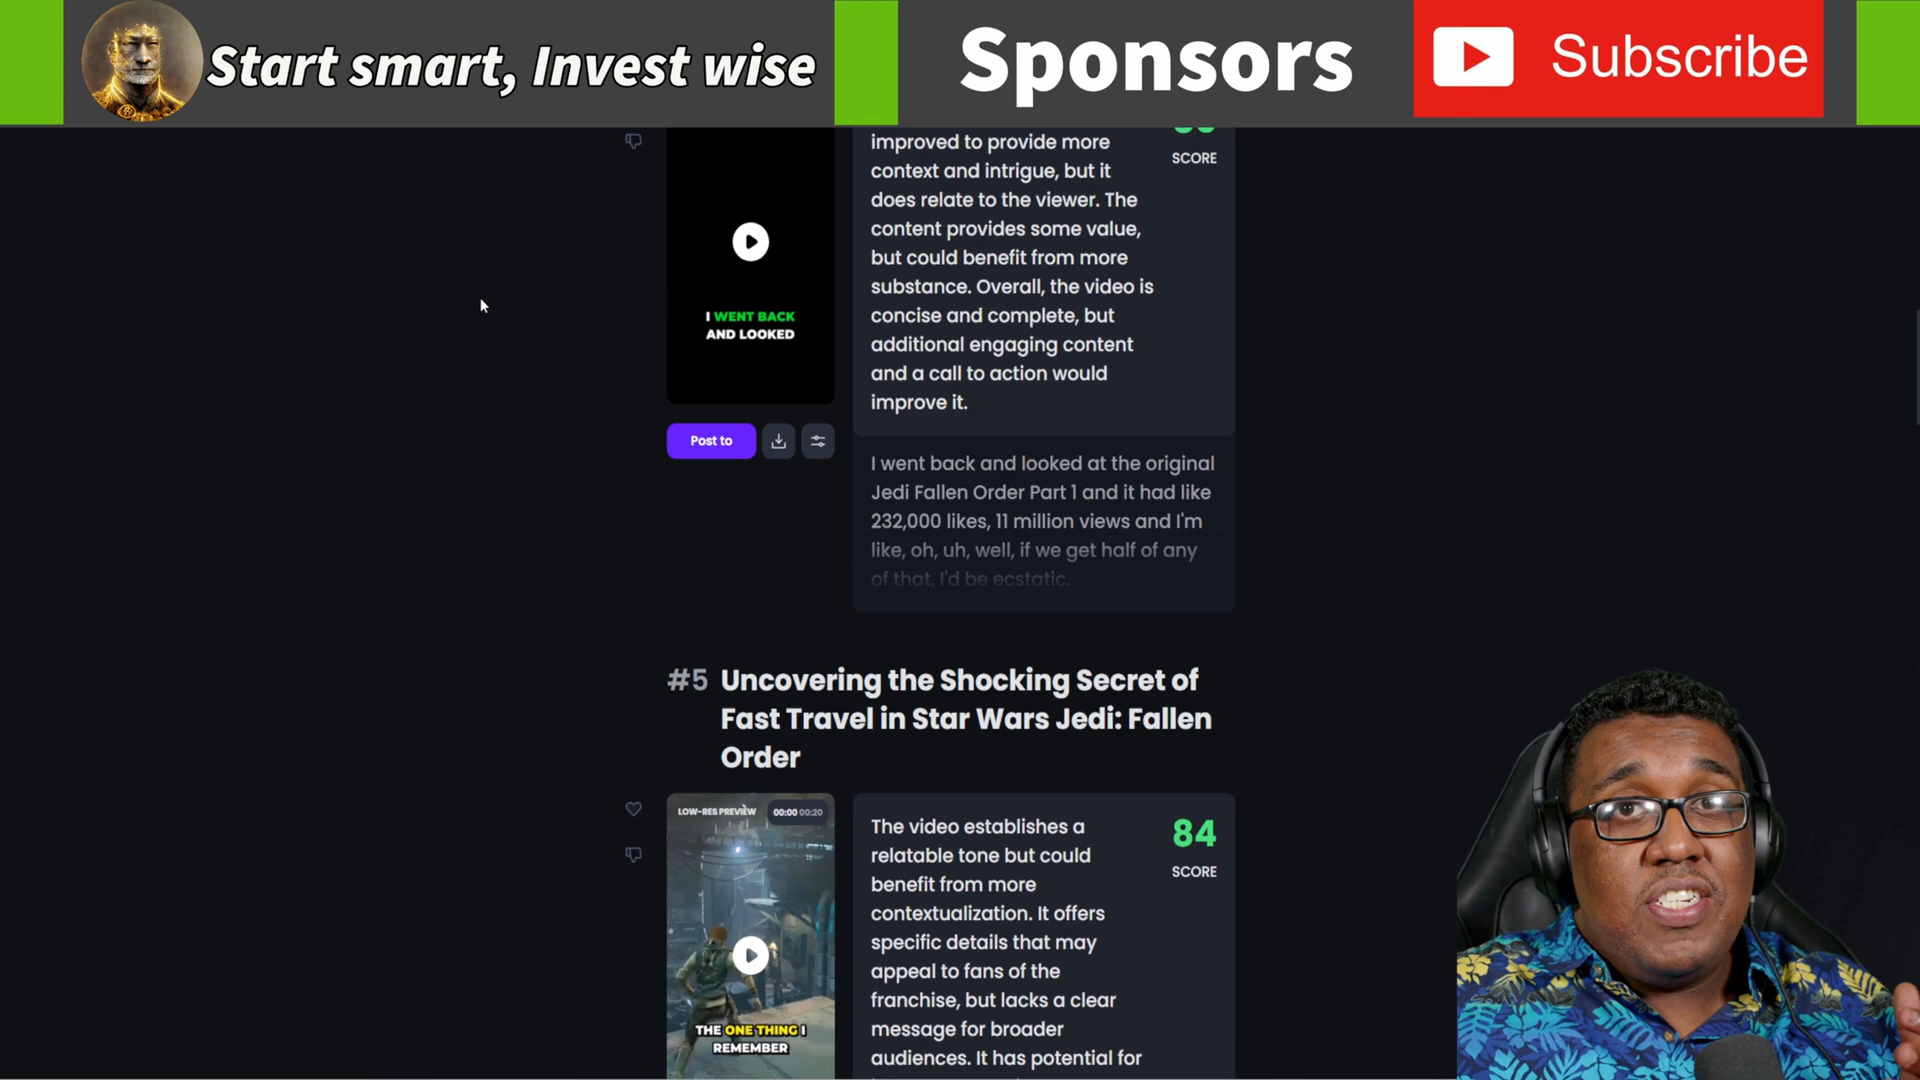 Start smart, Invest wise
Sponsors
Subscribe
improved to provide more
context and intrigue, but it
does relate to the viewer. The
content provides some value,
but could benefit from more
substance. Overall, the video is
concise and complete, but
additional engaging content
and a call to action would
improve it.
SCORE
I WENT BACK
AND LOOKED
Post to
I went back and looked at the original
Jedi Fallen Order Part 1 and it had like
232,000 likes, 11 million views and I'm
like, oh, uh, well, if we get half of any
of that, I'd be ecstatic.
#5 Uncovering the Shocking Secret of
Fast Travel in Star Wars Jedi: Fallen
Order
LOW-RES PREVIEW 00:00 00:20
THE ONE THING I
REMEMBER
The video establishes a
relatable tone but could
benefit from more
contextualization. It offers
specific details that may
appeal to fans of the
franchise, but lacks a clear
message for broader
audiences. It has potential for
84
SCORE